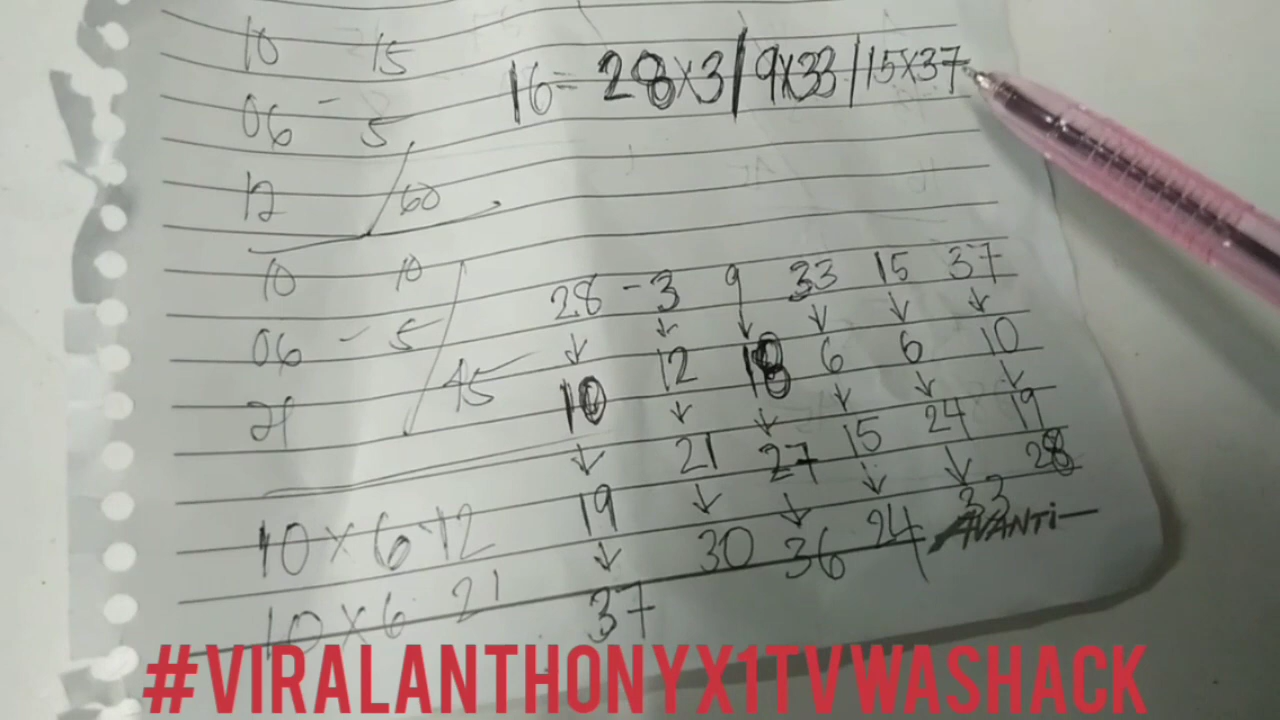 10 15
16 = 28x3 / 9x33 / 15x37
06 - 5
12 / 60
10 10
28 - 3 9 33 15 37
06 - 5
10 12 18 6 6 10
21 45
21 27 15 24 19
19 30 36 24 33 28
10 x 6 12
AVANTI
10 x 6 21
37
#VIRALANTHONYX1TVWASHACK